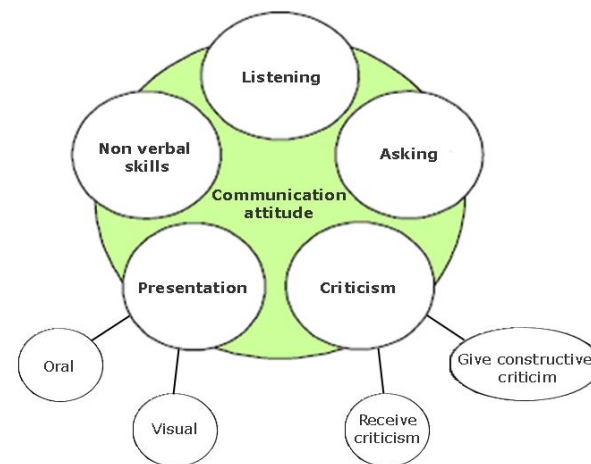 Listening
Non verbal
skills
Asking
Communication
attitude
Presentation
Criticism
Oral
Visual
Receive
criticism
Give constructive
criticim